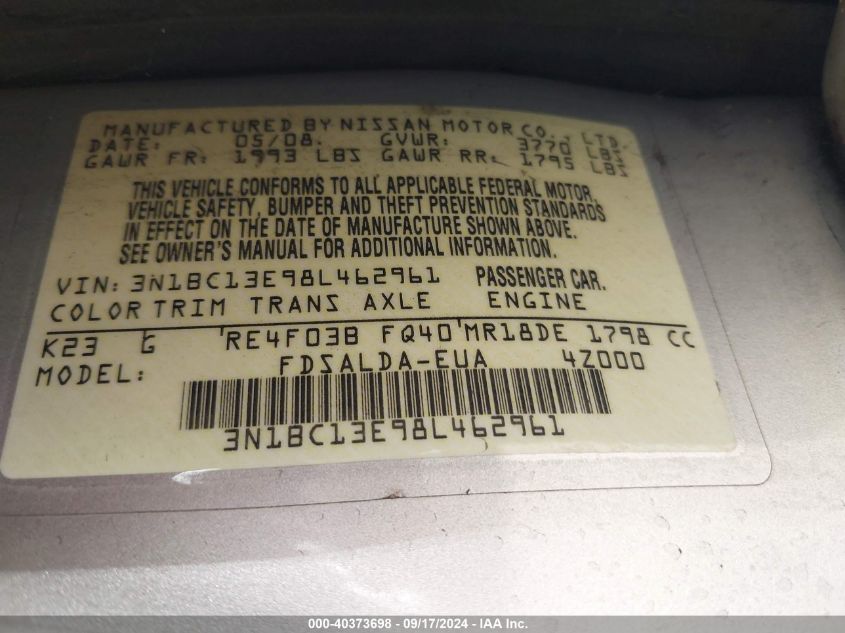 MANUFACTURED BY NISSAN MOTOR CO., LTD.
DATE: 05/08. GVWR: 3770 LBS
GAWR FR: 1993 LBS GAWR RR: 1795 LBS
THIS VEHICLE CONFORMS TO ALL APPLICABLE FEDERAL MOTOR
VEHICLE SAFETY, BUMPER AND THEFT PREVENTION STANDARDS
IN EFFECT ON THE DATE OF MANUFACTURE SHOWN ABOVE.
SEE OWNER'S MANUAL FOR ADDITIONAL INFORMATION.
VIN: 3N1BC13E98L462961 PASSENGER CAR.
COLOR TRIM TRANS AXLE ENGINE
K23 G RE4F03B FQ40 MR18DE 1798 CC
MODEL: FDSALDA-EUA 4Z000
3N1BC13E98L462961
000-40373698 - 09/17/2024 - IAA Inc.